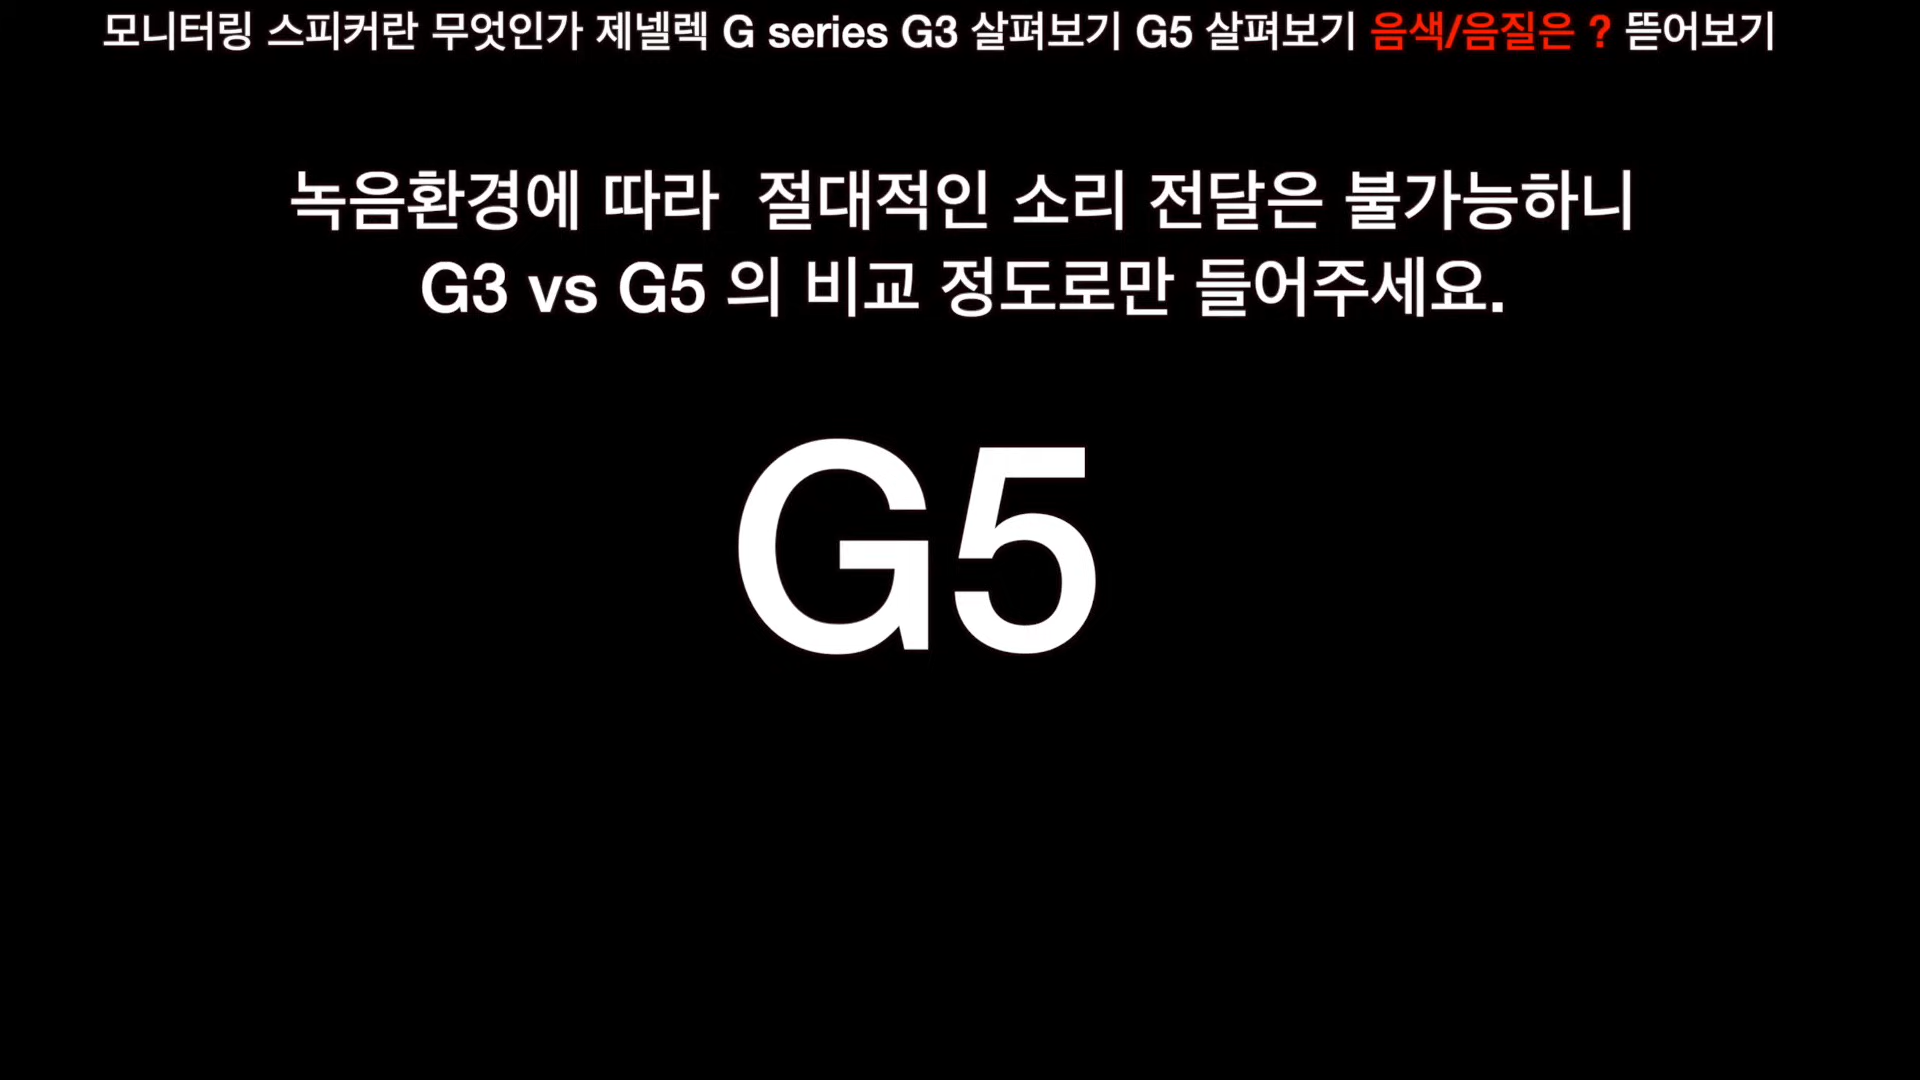 모니터링 스피커란 무엇인가 제넬렉 G series G3 살펴보기 G5 살펴보기 음색/음질은 ? 뜯어보기
녹음환경에 따라 절대적인 소리 전달은 불가능하니
G3 vs G5 의 비교 정도로만 들어주세요.
G5